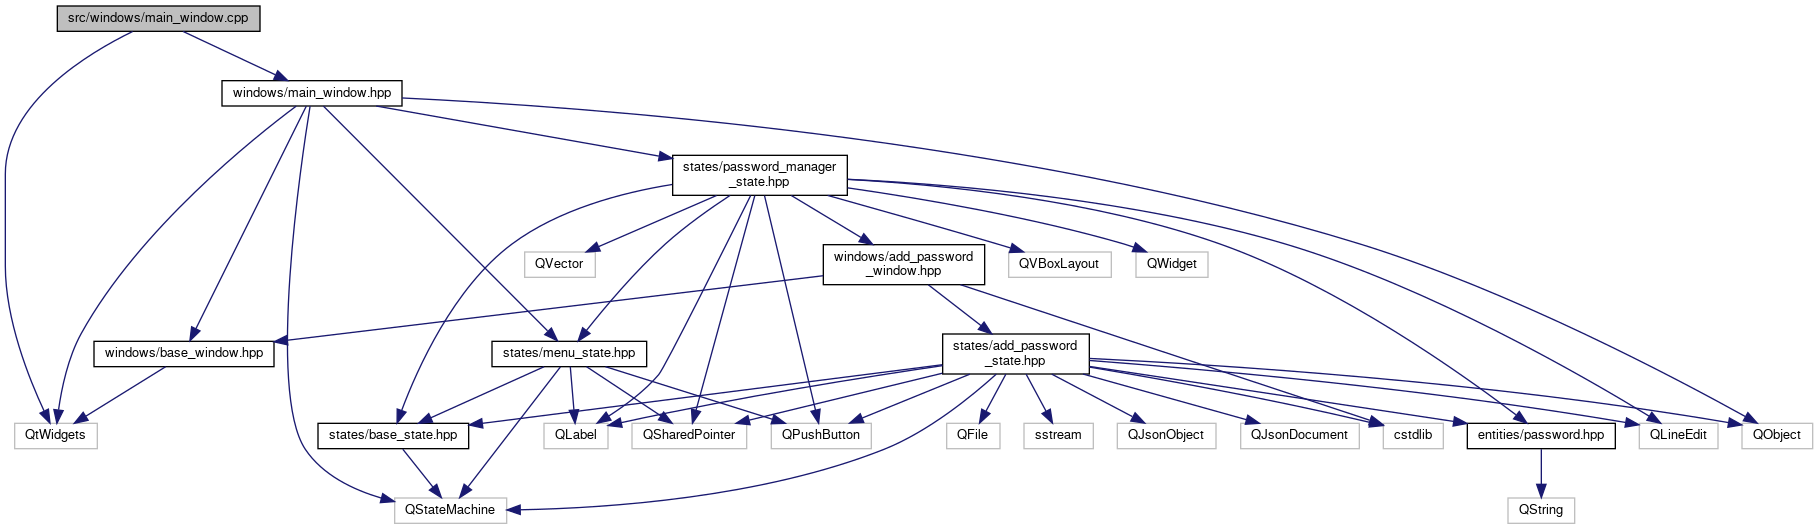 src/windows/main_window.cpp
windows/main_window.hpp
states/password_manager
_state.hpp
QVector
windows/add_password
_window.hpp
QVBoxLayout
QWidget
windows/base_window.hpp
states/menu_state.hpp
states/add_password
_state.hpp
QtWidgets
states/base_state.hpp
QLabel
QSharedPointer
QPushButton
QFile
sstream
QJsonObject
QJsonDocument
cstdlib
entities/password.hpp
QLineEdit
QObject
QStateMachine
QString